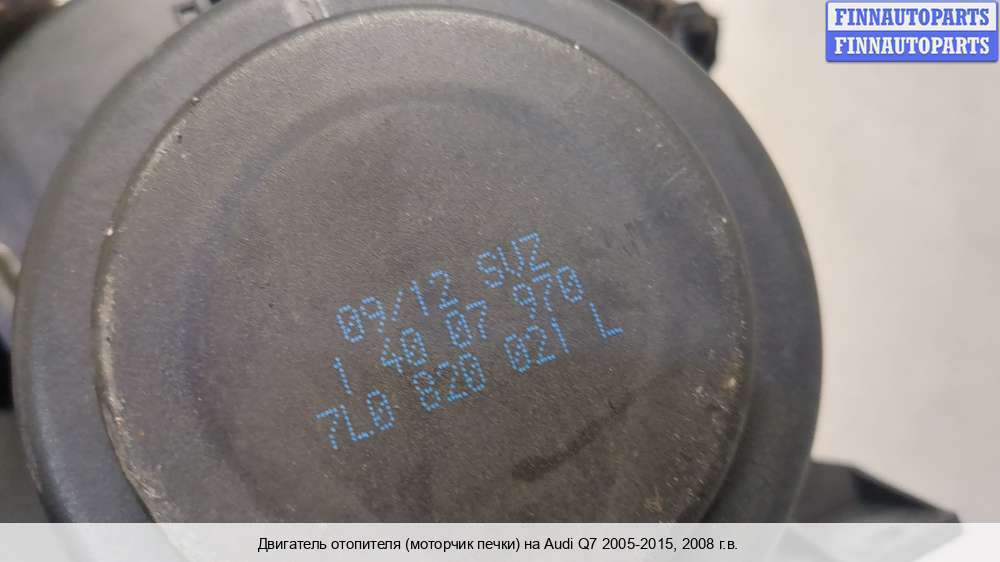 FINNAUTOPARTS
FINNAUTOPARTS
09/12 SVZ
1 40 07 970
7L0 820 021 L
Двигатель отопителя (моторчик печки) на Audi Q7 2005-2015, 2008 г.в.